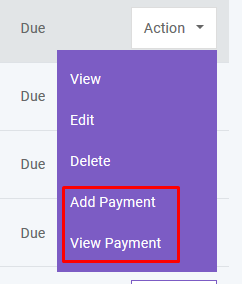 Due Action
View
Due
Edit
Due Delete
Add Payment
Due View Payment